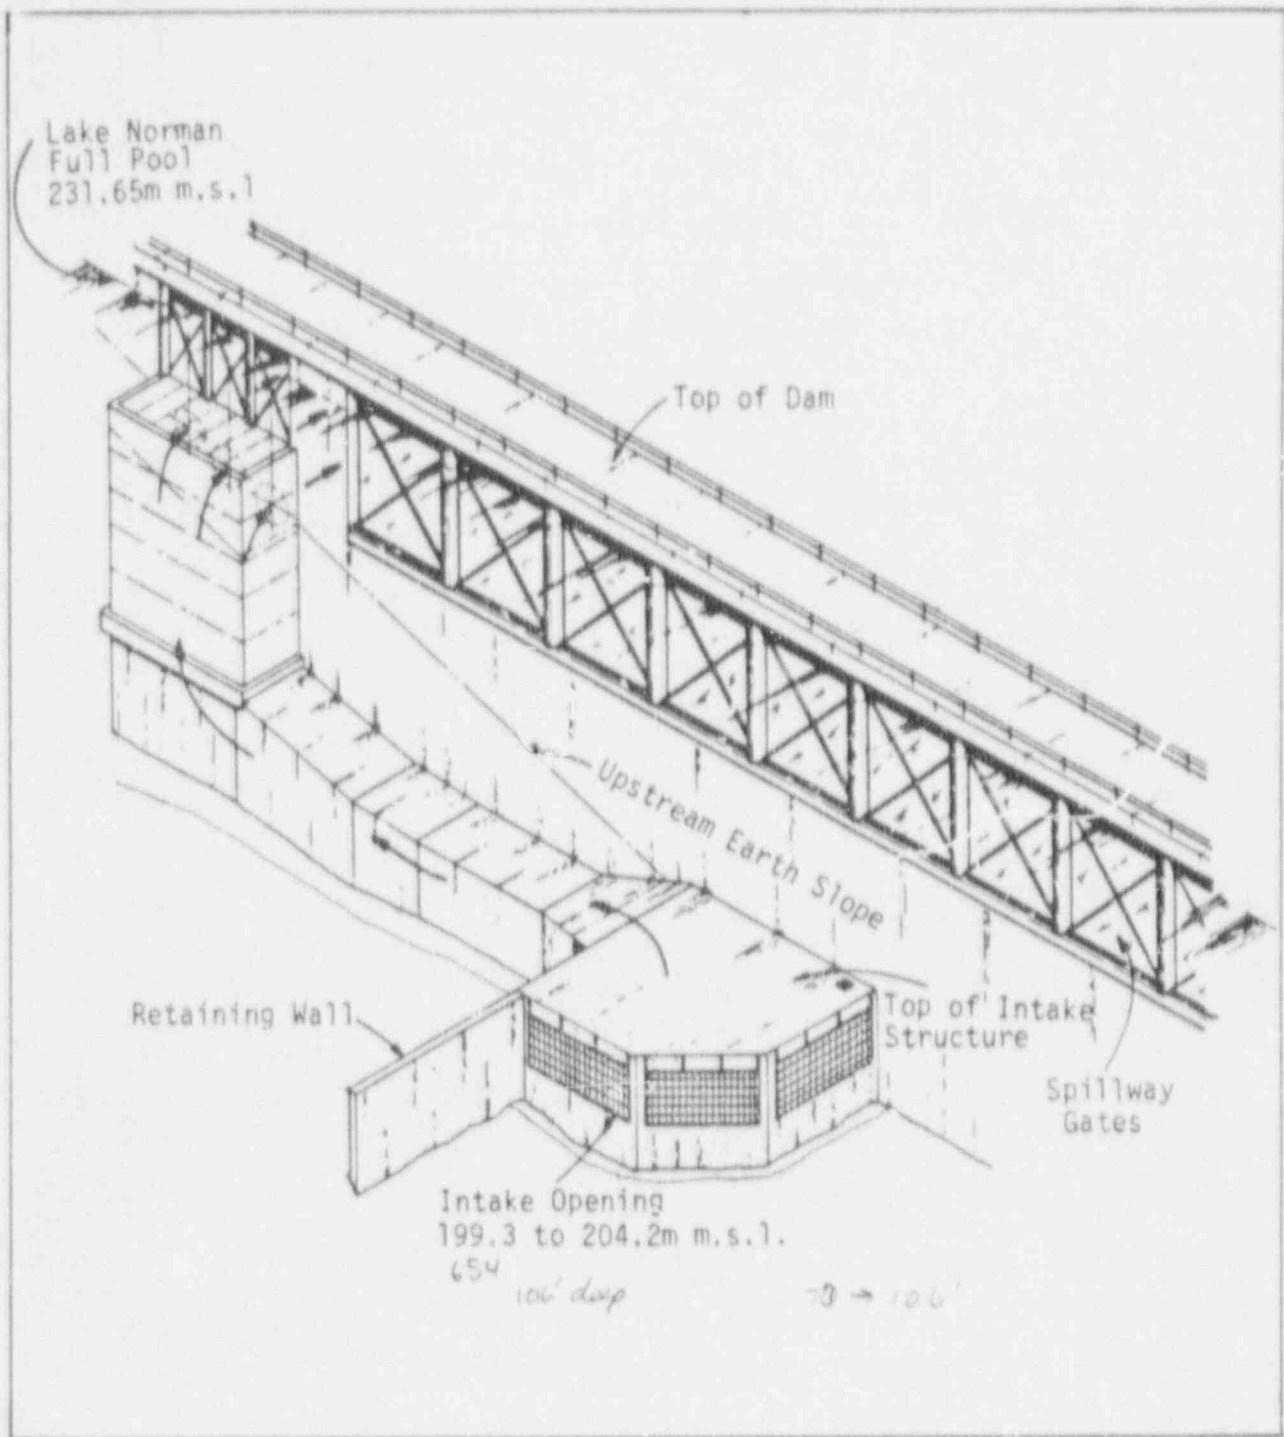 Lake Norman
Full Pool
231.65m m.s.l
Top of Dam
Upstream Earth Slope
Retaining Wall
Top of Intake
Structure
Spillway
Gates
Intake Opening
199.3 to 204.2m m.s.l.
654
106' deep
→ 106'